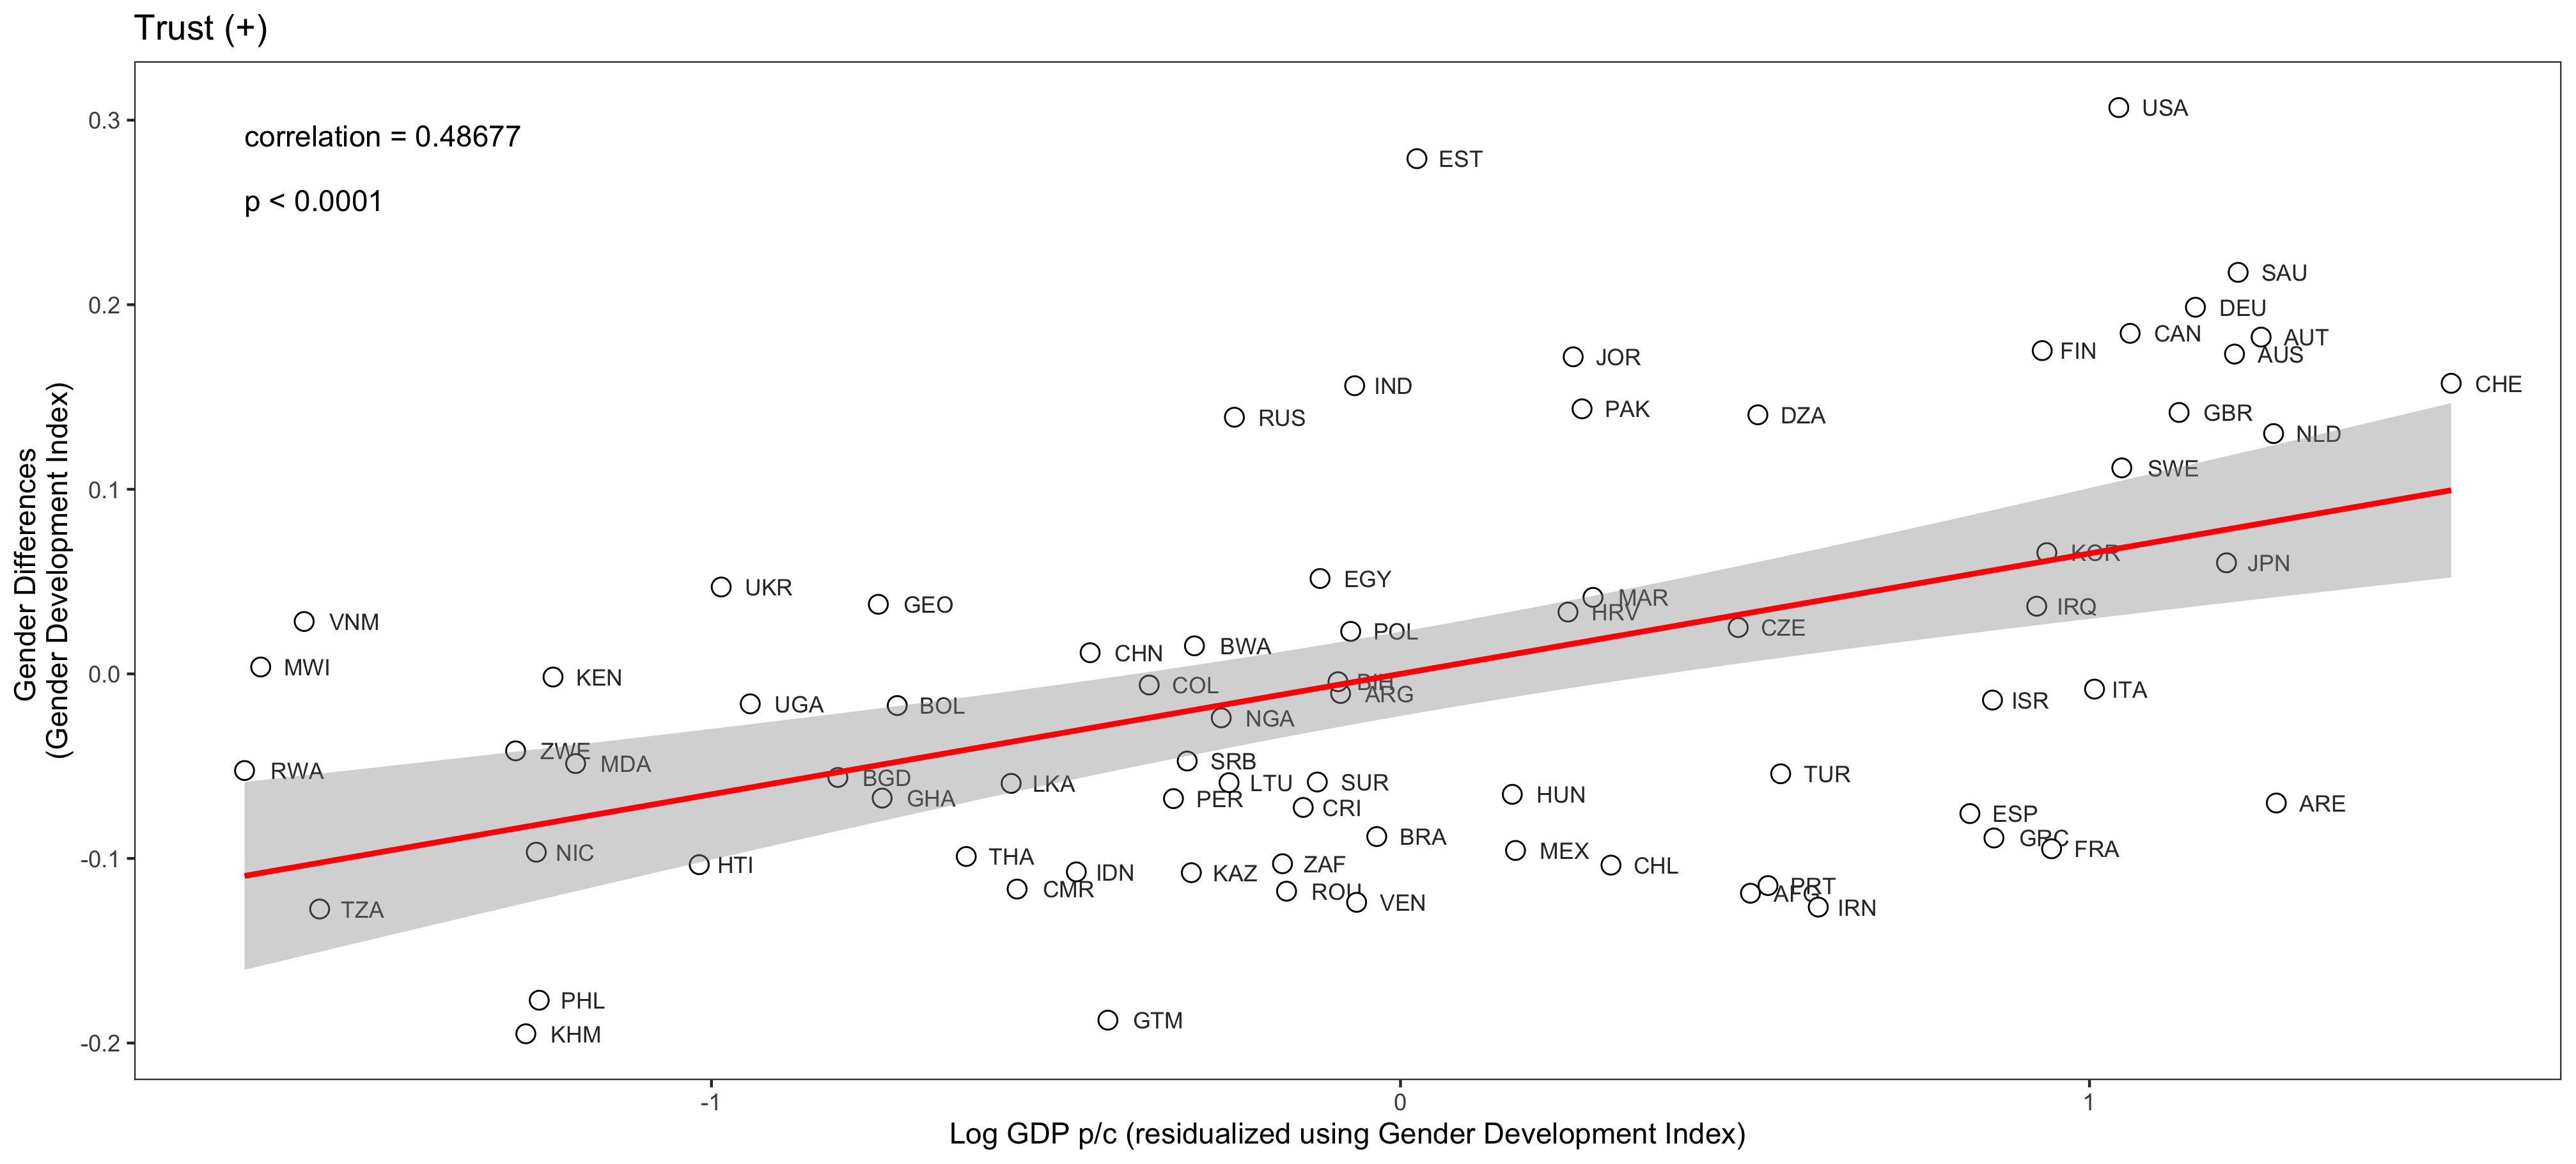 Trust (+)
correlation = 0.48677
p < 0.0001
Gender Differences
(Gender Development Index)
0.3
0.2
0.1
0.0
-0.1
-0.2
USA
EST
SAU
DEU
CAN
AUT
FIN
AUS
JOR
CHE
IND
PAK
GBR
DZA
RUS
NLD
SWE
KOR
JPN
UKR
EGY
GEO
MAR
IRQ
HRV
VNM
CZE
POL
BWA
CHN
MWI
KEN
COL
BIH
ITA
ARG
ISR
UGA
BOL
NGA
ZWE
SRB
MDA
RWA
TUR
BGD
SUR
LTU
LKA
HUN
GHA
PER
ARE
CRI
ESP
BRA
GRC
FRA
MEX
NIC
THA
ZAF
HTI
CHL
IDN
KAZ
PRT
CMR
ROU
AFG
VEN
IRN
TZA
PHL
GTM
KHM
-1 0 1
Log GDP p/c (residualized using Gender Development Index)